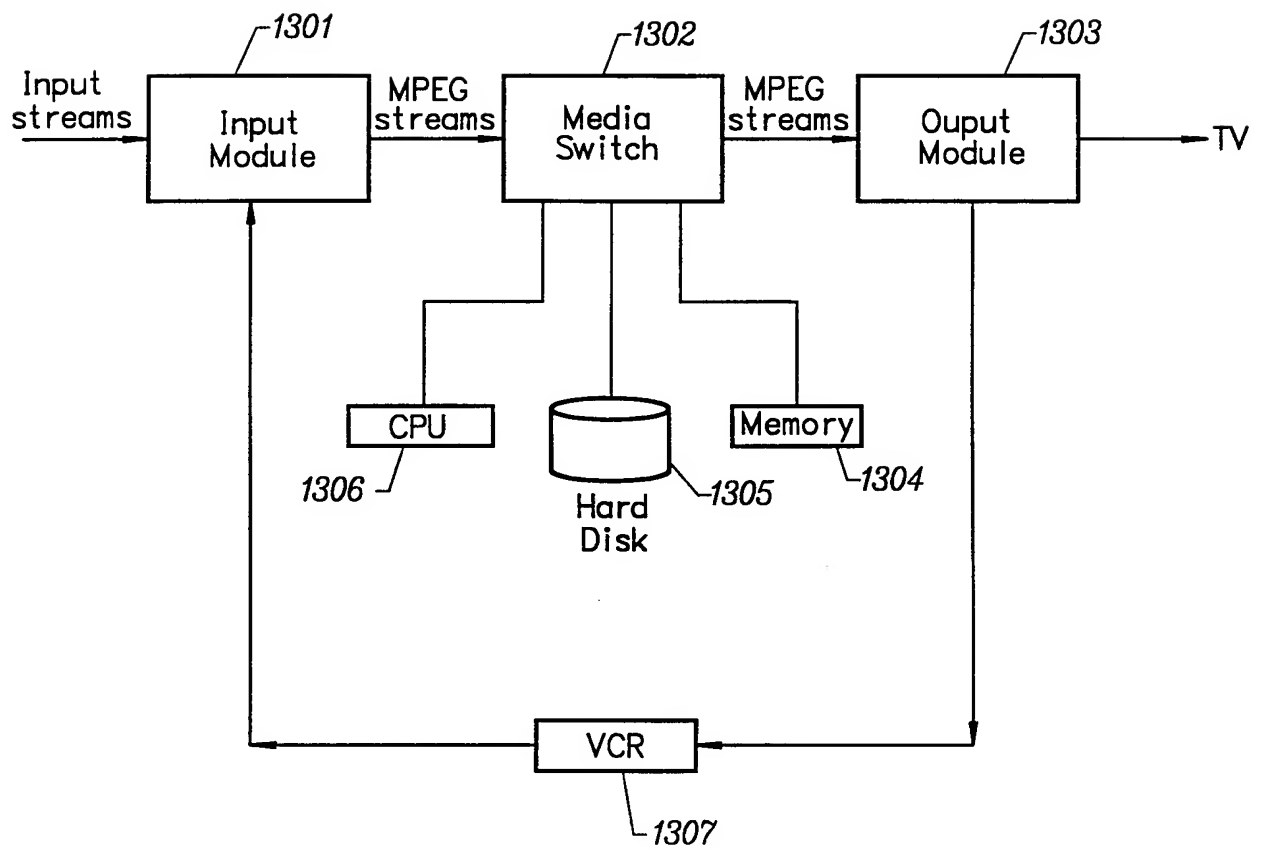 1301
1302
1303
Input
streams
Input
Module
MPEG
streams
Media
Switch
MPEG
streams
Ouput
Module
TV
CPU
Memory
1306
1305
1304
Hard
Disk
VCR
1307